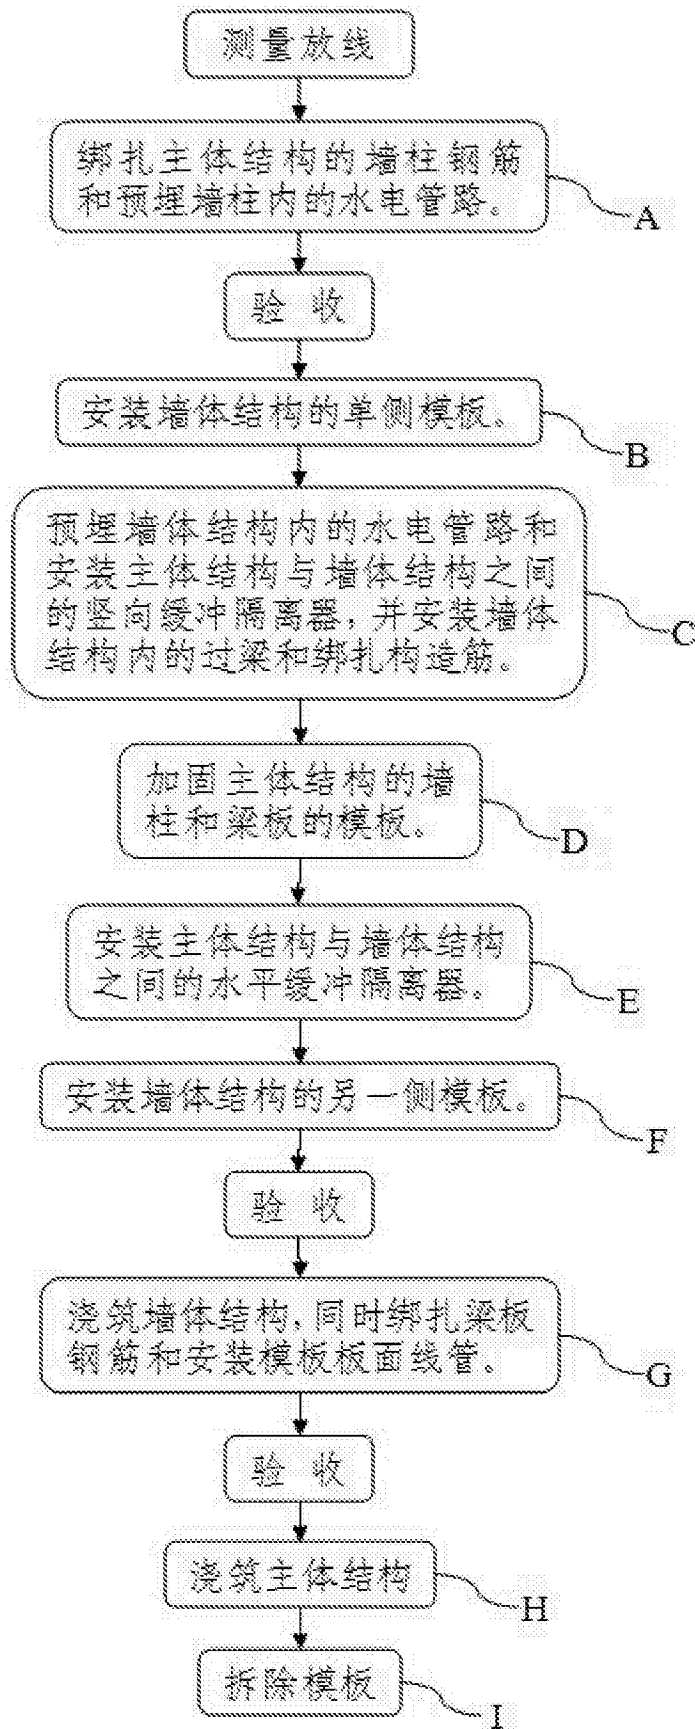 测量放线
绑扎主体结构的墙柱钢筋
和预埋墙柱内的水电管路。
A
验 收
安装墙体结构的单侧模板。
B
预埋墙体结构内的水电管路和
安装主体结构与墙体结构之间
的竖向缓冲隔离器，并安装墙体
结构内的过梁和绑扎构造筋。
C
加固主体结构的墙
柱和梁板的模板。
D
安装主体结构与墙体结构
之间的水平缓冲隔离器。
E
安装墙体结构的另一侧模板。
F
验 收
浇筑墙体结构，同时绑扎梁板
钢筋和安装模板板面线管。
G
验 收
浇筑主体结构
H
拆除模板
I